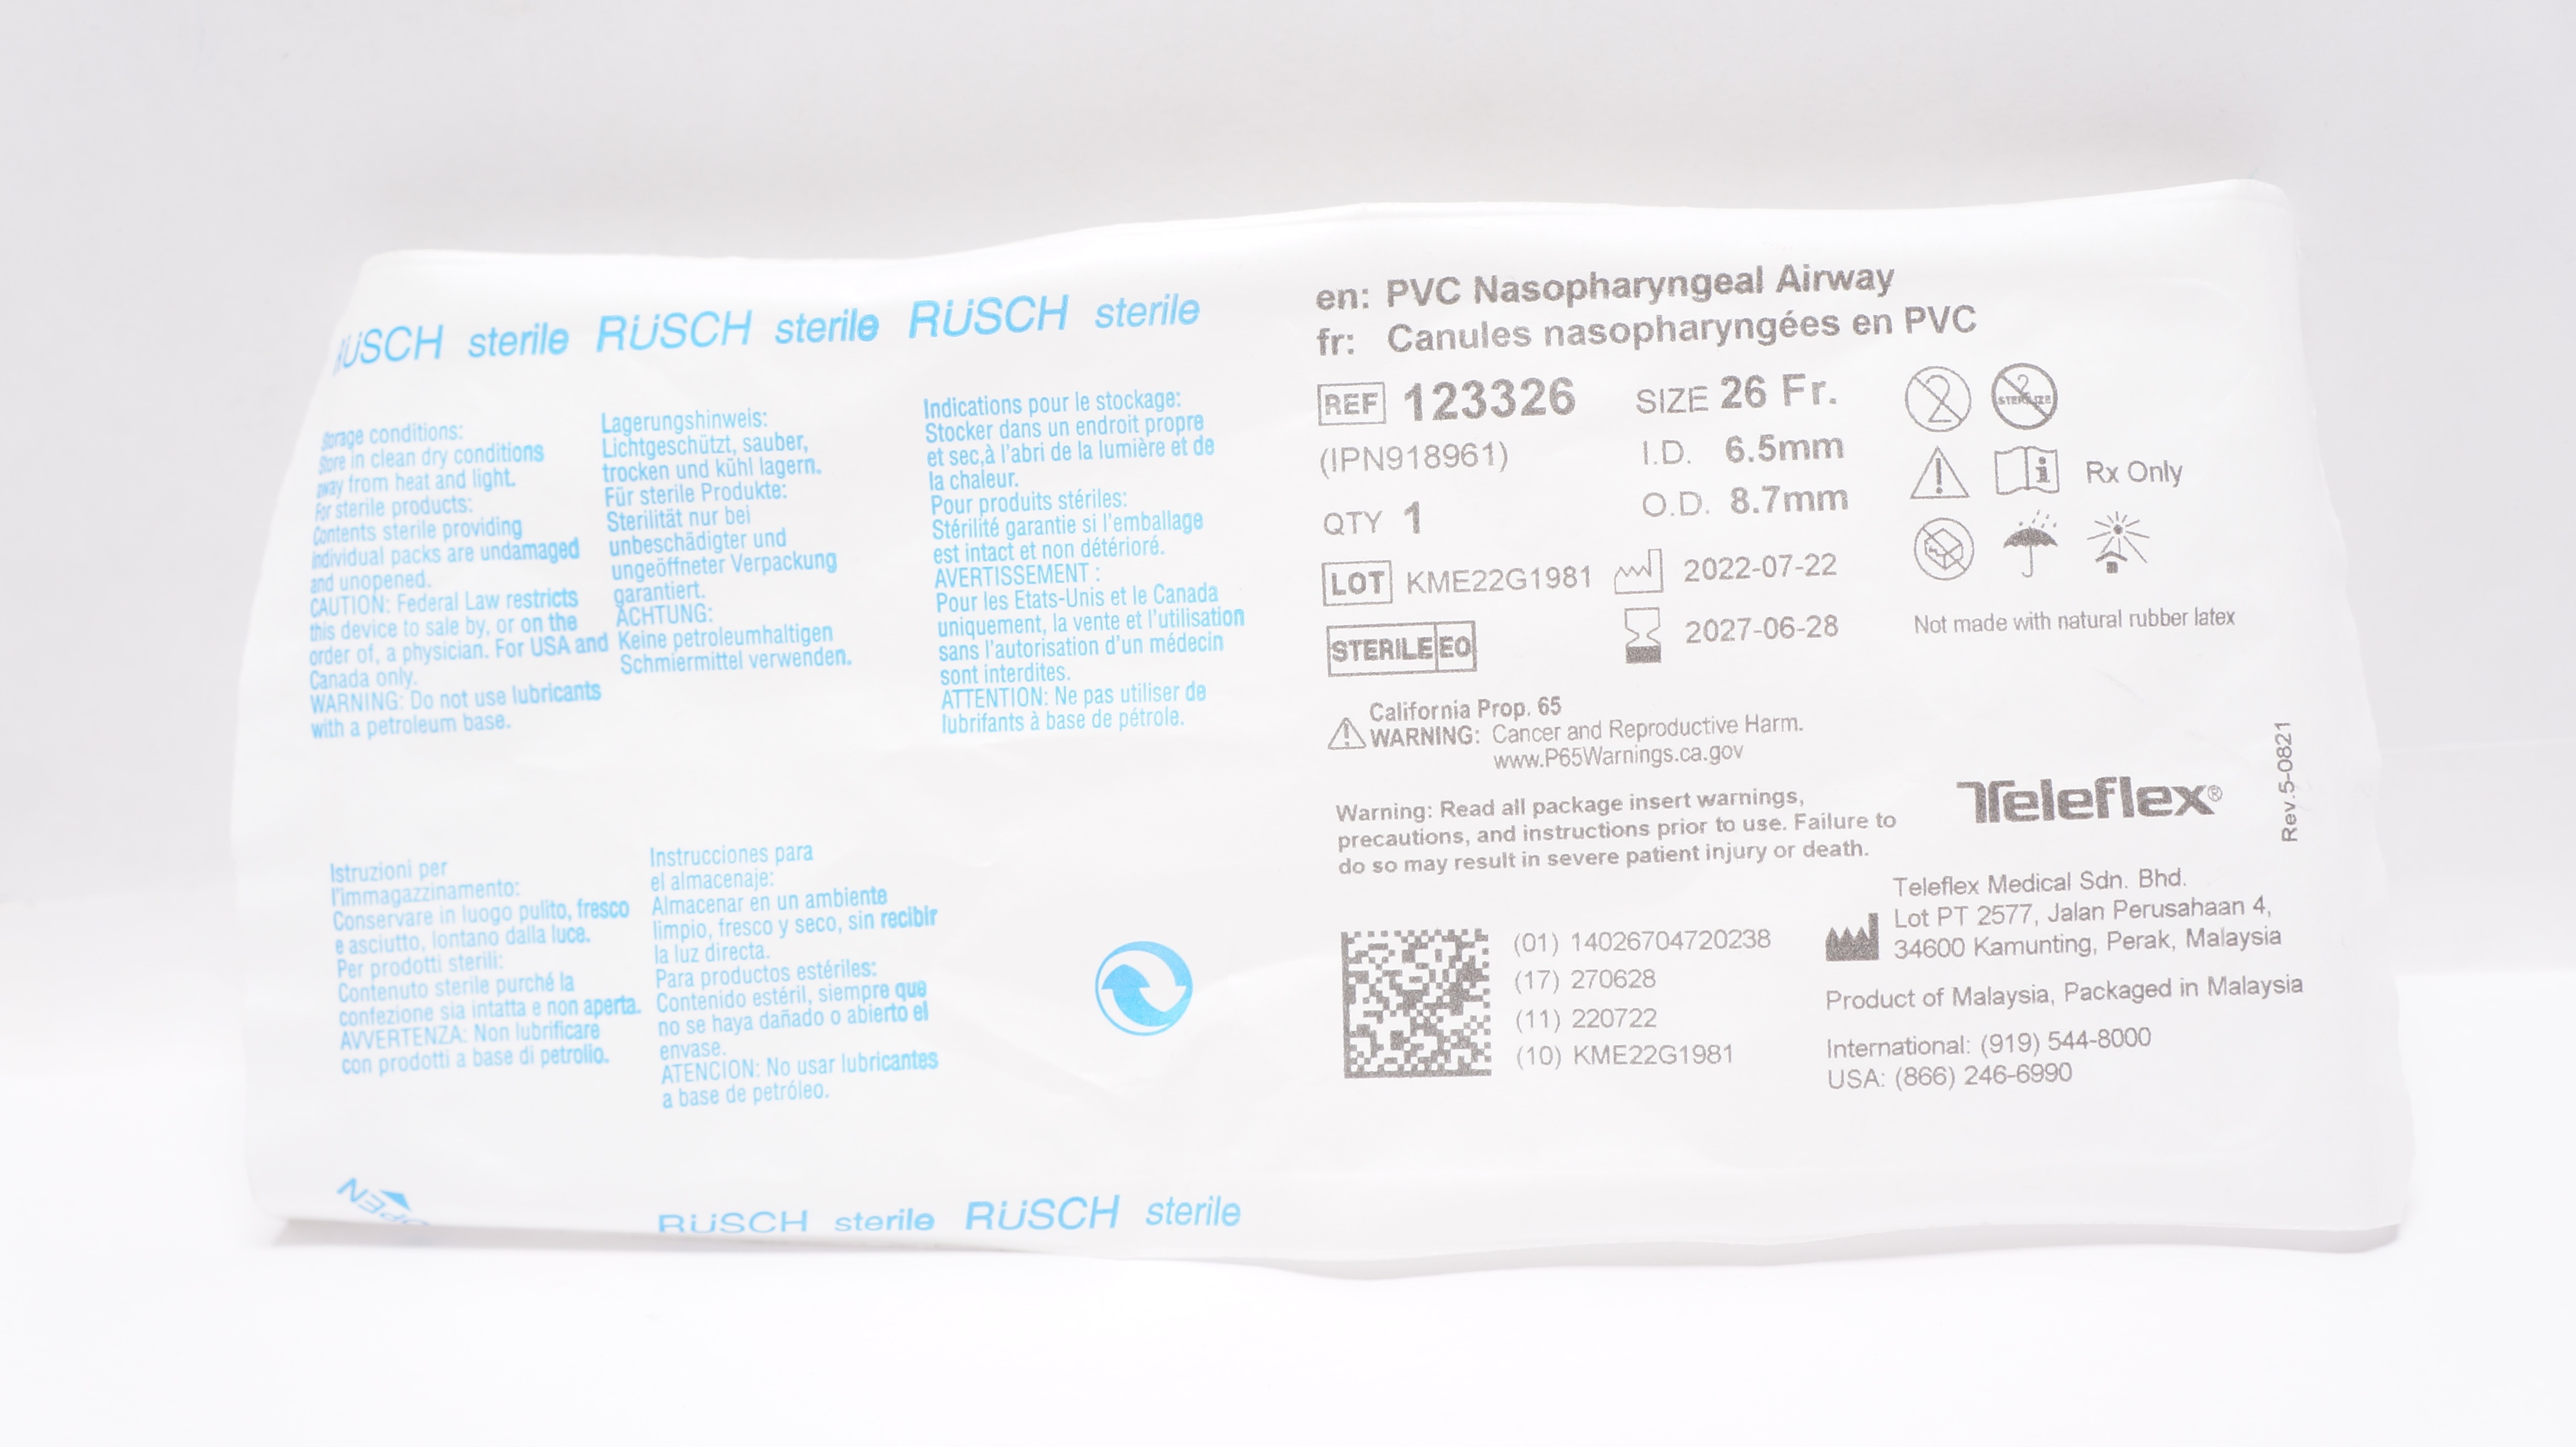 RÜSCH sterile RÜSCH sterile RÜSCH sterile
Storage conditions:
Store in clean dry conditions
away from heat and light.
For sterile products:
Contents sterile providing
individual packs are undamaged
and unopened.
CAUTION: Federal Law restricts
this device to sale by, or on the
order of, a physician. For USA and
Canada only.
WARNING: Do not use lubricants
with a petroleum base.
Lagerungshinweis:
Lichtgeschützt, sauber,
trocken und kühl lagern.
Für sterile Produkte:
Sterilität nur bei
unbeschädigter und
ungeöffneter Verpackung
garantiert.
ACHTUNG:
Keine petroleumhaltigen
Schmiermittel verwenden.
Indications pour le stockage:
Stocker dans un endroit propre
et sec,à l'abri de la lumière et de
la chaleur.
Pour produits stériles:
Stérilité garantie si l'emballage
est intact et non détérioré.
AVERTISSEMENT :
Pour les Etats-Unis et le Canada
uniquement, la vente et l'utilisation
sans l'autorisation d'un médecin
sont interdites.
ATTENTION: Ne pas utiliser de
lubrifants à base de pétrole.
Istruzioni per
l'immagazzinamento:
Conservare in luogo pulito, fresco
e asciutto, lontano dalla luce.
Per prodotti sterili:
Contenuto sterile purché la
confezione sia intatta e non aperta.
AVVERTENZA: Non lubrificare
con prodotti a base di petrolio.
Instrucciones para
el almacenaje:
Almacenar en un ambiente
limpio, fresco y seco, sin recibir
la luz directa.
Para productos estériles:
Contenido estéril, siempre que
no se haya dañado o abierto el
envase.
ATENCION: No usar lubricantes
a base de petróleo.
OPEN
RÜSCH sterile RÜSCH sterile
en: PVC Nasopharyngeal Airway
fr: Canules nasopharyngées en PVC
REF 123326 SIZE 26 Fr.
(IPN918961) I.D. 6.5mm
QTY 1 O.D. 8.7mm
LOT KME22G1981 2022-07-22
STERILE EO 2027-06-28
2 2 STERILIZE
Rx Only
Not made with natural rubber latex
California Prop. 65
WARNING: Cancer and Reproductive Harm.
www.P65Warnings.ca.gov
Warning: Read all package insert warnings,
precautions, and instructions prior to use. Failure to
do so may result in severe patient injury or death.
Teleflex®
Rev.5-0821
(01) 14026704720238
(17) 270628
(11) 220722
(10) KME22G1981
Teleflex Medical Sdn. Bhd.
Lot PT 2577, Jalan Perusahaan 4,
34600 Kamunting, Perak, Malaysia
Product of Malaysia, Packaged in Malaysia
International: (919) 544-8000
USA: (866) 246-6990